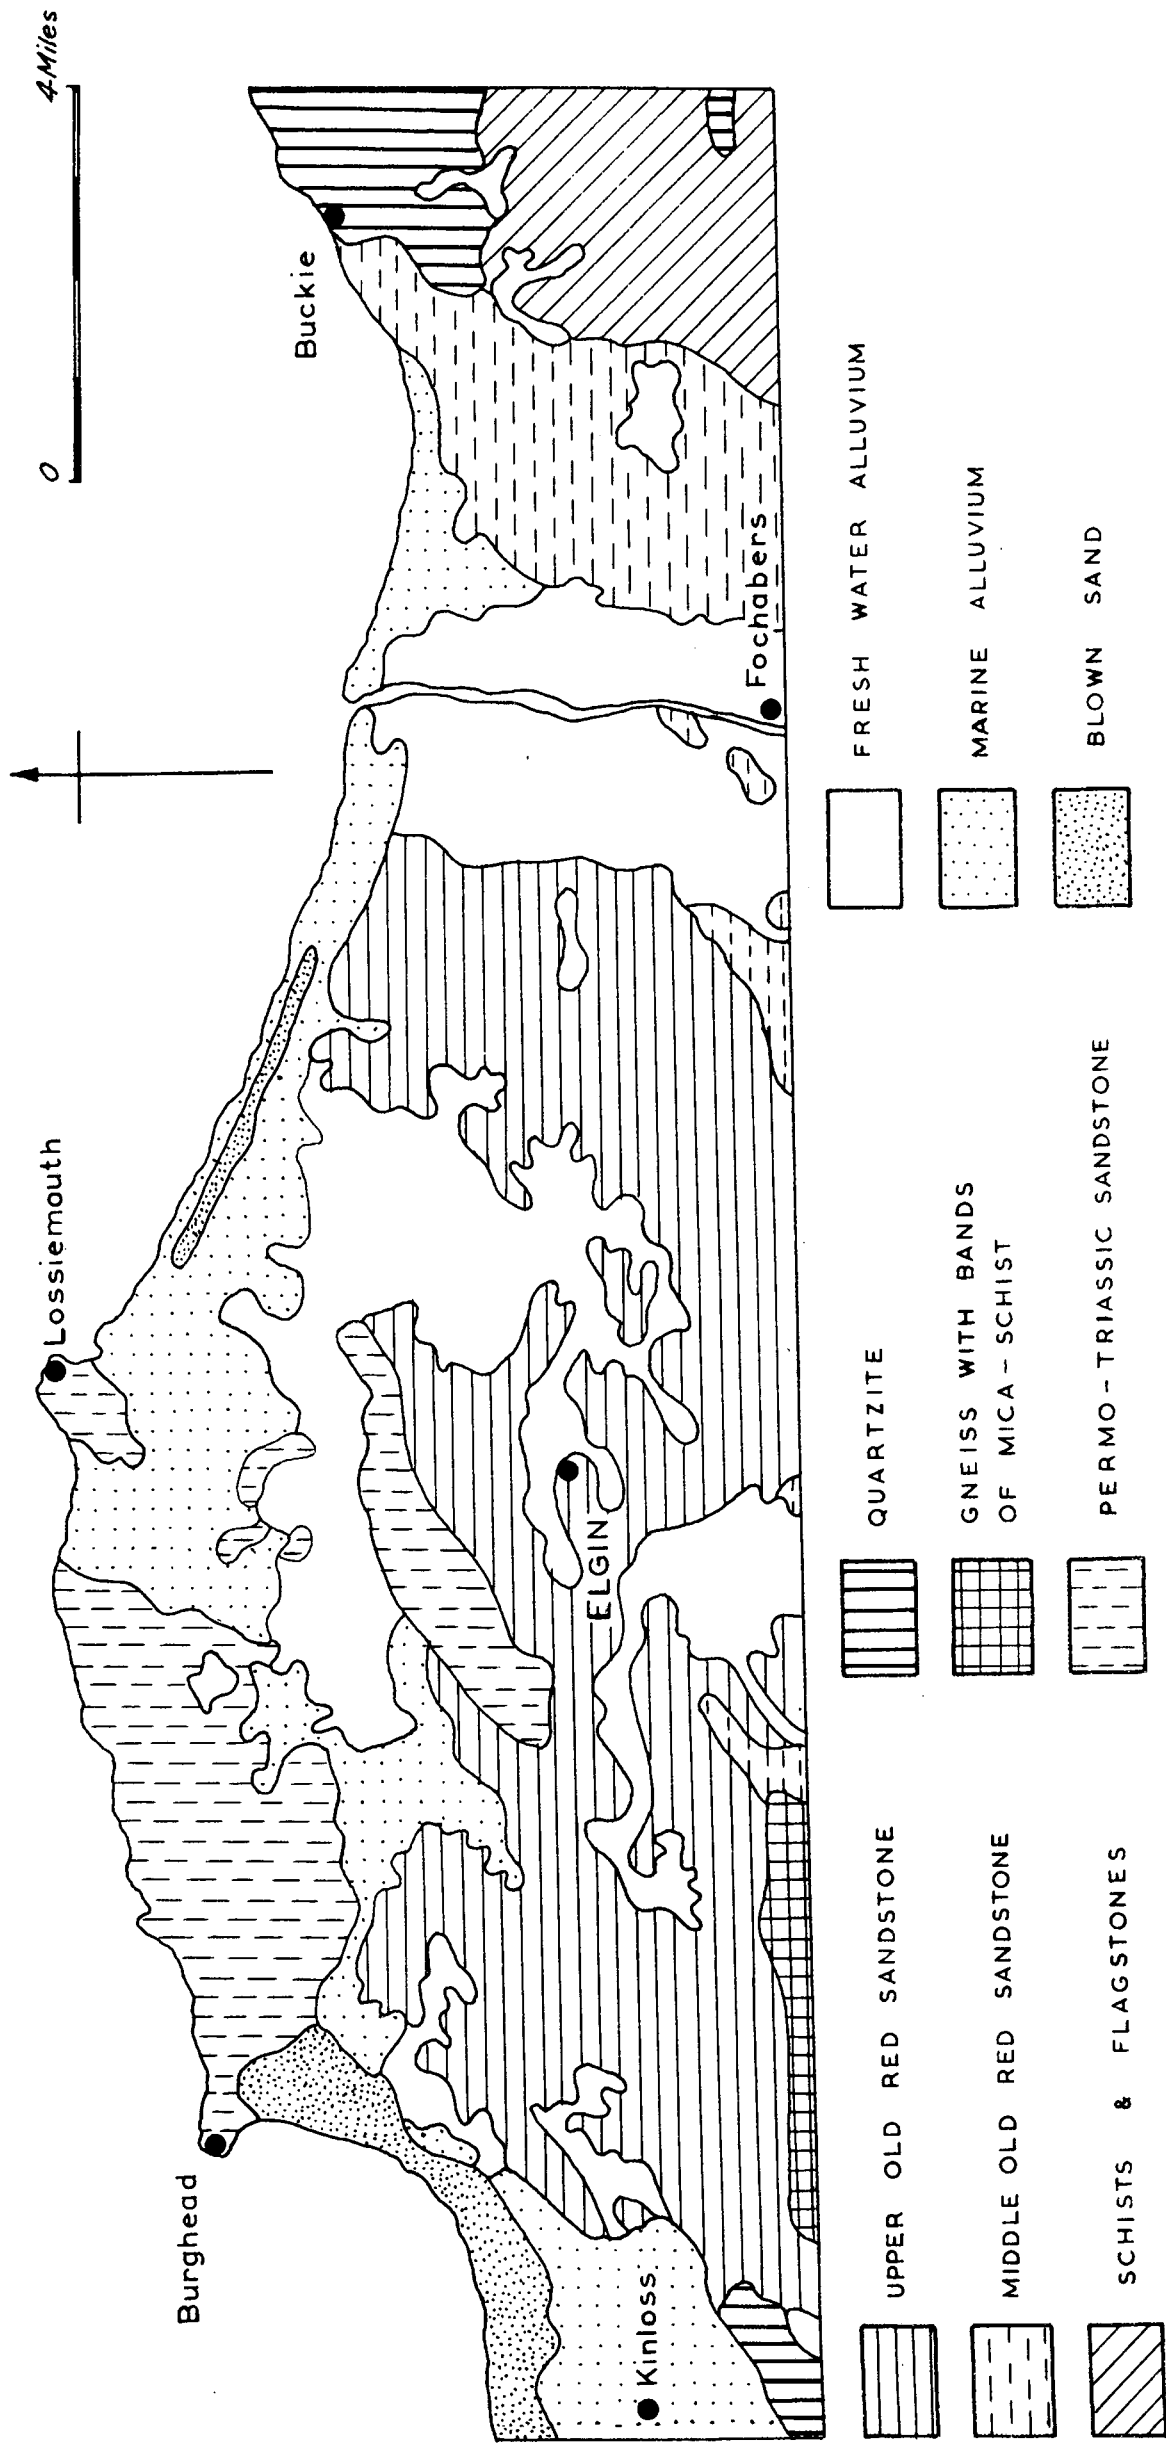 0
4 Miles
Lossiemouth
Burghead
Buckie
ELGIN
Kinloss
Fochabers
UPPER OLD RED SANDSTONE
MIDDLE OLD RED SANDSTONE
SCHISTS & FLAGSTONES
QUARTZITE
GNEISS WITH BANDS
OF MICA-SCHIST
PERMO-TRIASSIC SANDSTONE
FRESH WATER ALLUVIUM
MARINE ALLUVIUM
BLOWN SAND